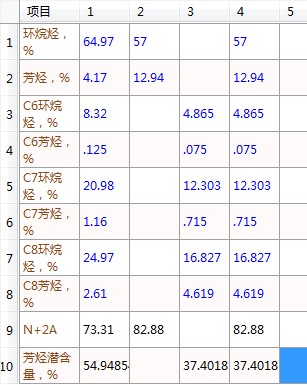 项目 1 2 3 4 5
1 环烷烃，% 64.97 57 57
2 芳烃，% 4.17 12.94 12.94
3 C6环烷烃，% 8.32 4.865 4.865
4 C6芳烃，% .125 .075 .075
5 C7环烷烃，% 20.98 12.303 12.303
6 C7芳烃，% 1.16 .715 .715
7 C8环烷烃，% 24.97 16.827 16.827
8 C8芳烃，% 2.61 4.619 4.619
9 N+2A 73.31 82.88 82.88
10 芳烃潜含量，% 54.9485 37.4018 37.4018